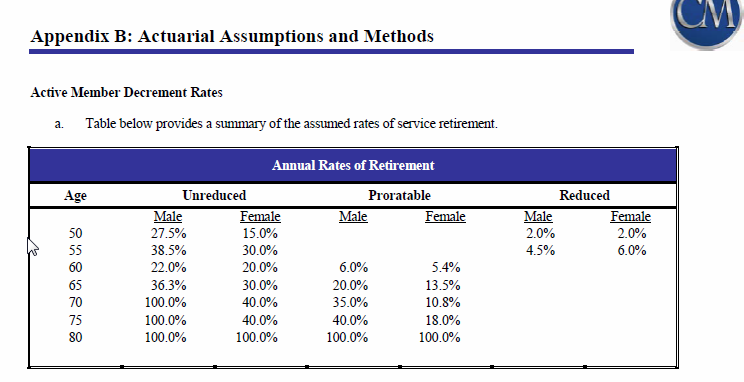 CM
Appendix B: Actuarial Assumptions and Methods
Active Member Decrement Rates
a. Table below provides a summary of the assumed rates of service retirement.
Annual Rates of Retirement
Age Unreduced Proratable Reduced
Male Female Male Female Male Female
50 27.5% 15.0% 2.0% 2.0%
55 38.5% 30.0% 4.5% 6.0%
60 22.0% 20.0% 6.0% 5.4%
65 36.3% 30.0% 20.0% 13.5%
70 100.0% 40.0% 35.0% 10.8%
75 100.0% 40.0% 40.0% 18.0%
80 100.0% 100.0% 100.0% 100.0%